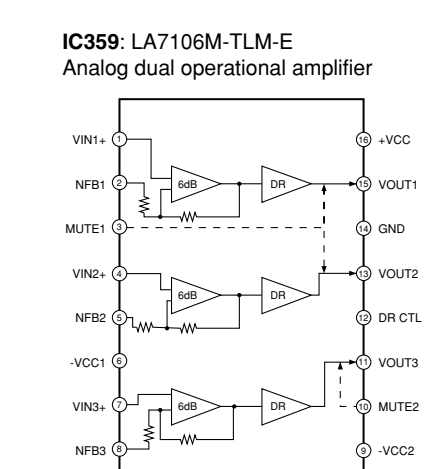 IC359: LA7106M-TLM-E
Analog dual operational amplifier
VIN1+ 1 16 +VCC
NFB1 2 6dB DR 15 VOUT1
MUTE1 3 14 GND
VIN2+ 4 13 VOUT2
NFB2 5 6dB DR 12 DR CTL
-VCC1 6 11 VOUT3
VIN3+ 7 6dB DR 10 MUTE2
NFB3 8 9 -VCC2